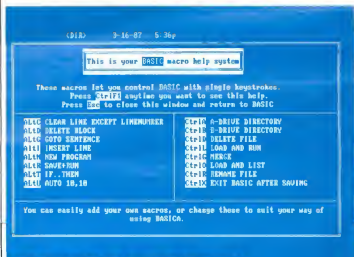 <DIR> 3-16-87 5:36p
This is your BASIC macro help system
These macros let you control BASIC with single keystrokes.
Press CtrlF1 anytime you want to see this help.
Press Esc to close this window and return to BASIC
AltC CLEAR LINE EXCEPT LINENUMBER
AltD DELETE BLOCK
AltG GOTO SENTENCE
AltI INSERT LINE
AltN NEW PROGRAM
AltR SAVE+RUN
AltT IF..THEN
AltU AUTO 10,10
CtrlA A-DRIVE DIRECTORY
CtrlB B-DRIVE DIRECTORY
CtrlD DELETE FILE
CtrlL LOAD AND RUN
CtrlG MERGE
CtrlO LOAD AND LIST
CtrlR RENAME FILE
CtrlX EXIT BASIC AFTER SAVING
You can easily add your own macros, or change these to suit your way of
using BASICA.